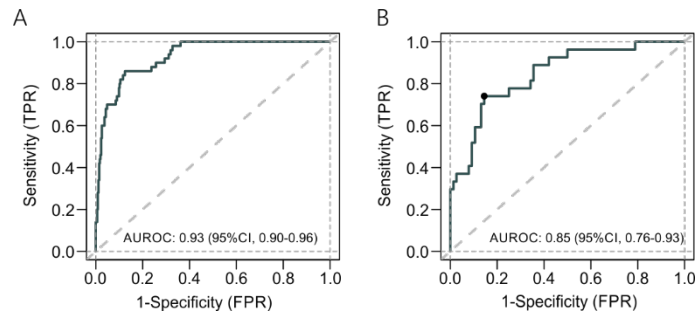 A
Sensitivity (TPR)
1.0
0.8
0.6
0.4
0.2
0.0
AUROC: 0.93 (95%CI, 0.90-0.96)
0.0 0.2 0.4 0.6 0.8 1.0
1-Specificity (FPR)
B
Sensitivity (TPR)
1.0
0.8
0.6
0.4
0.2
0.0
AUROC: 0.85 (95%CI, 0.76-0.93)
0.0 0.2 0.4 0.6 0.8 1.0
1-Specificity (FPR)